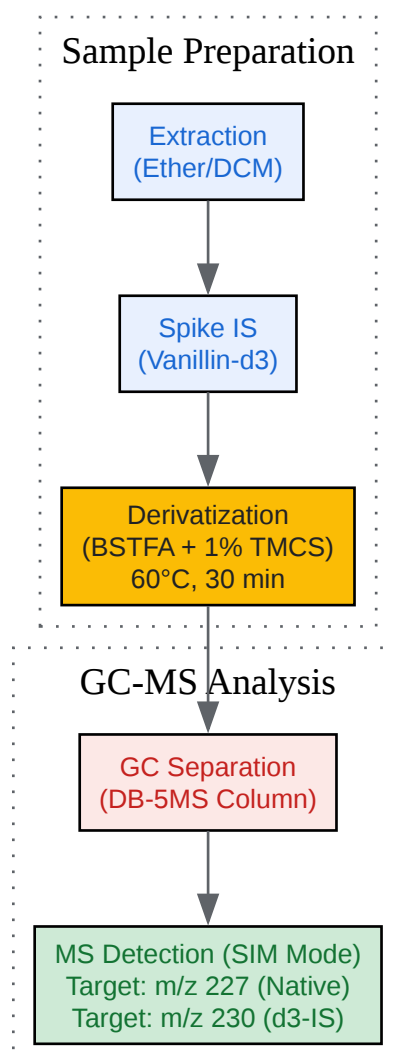 Sample Preparation
Extraction
(Ether/DCM)
Spike IS
(Vanillin-d3)
Derivatization
(BSTFA + 1% TMCS)
60°C, 30 min
GC-MS Analysis
GC Separation
(DB-5MS Column)
MS Detection (SIM Mode)
Target: m/z 227 (Native)
Target: m/z 230 (d3-IS)